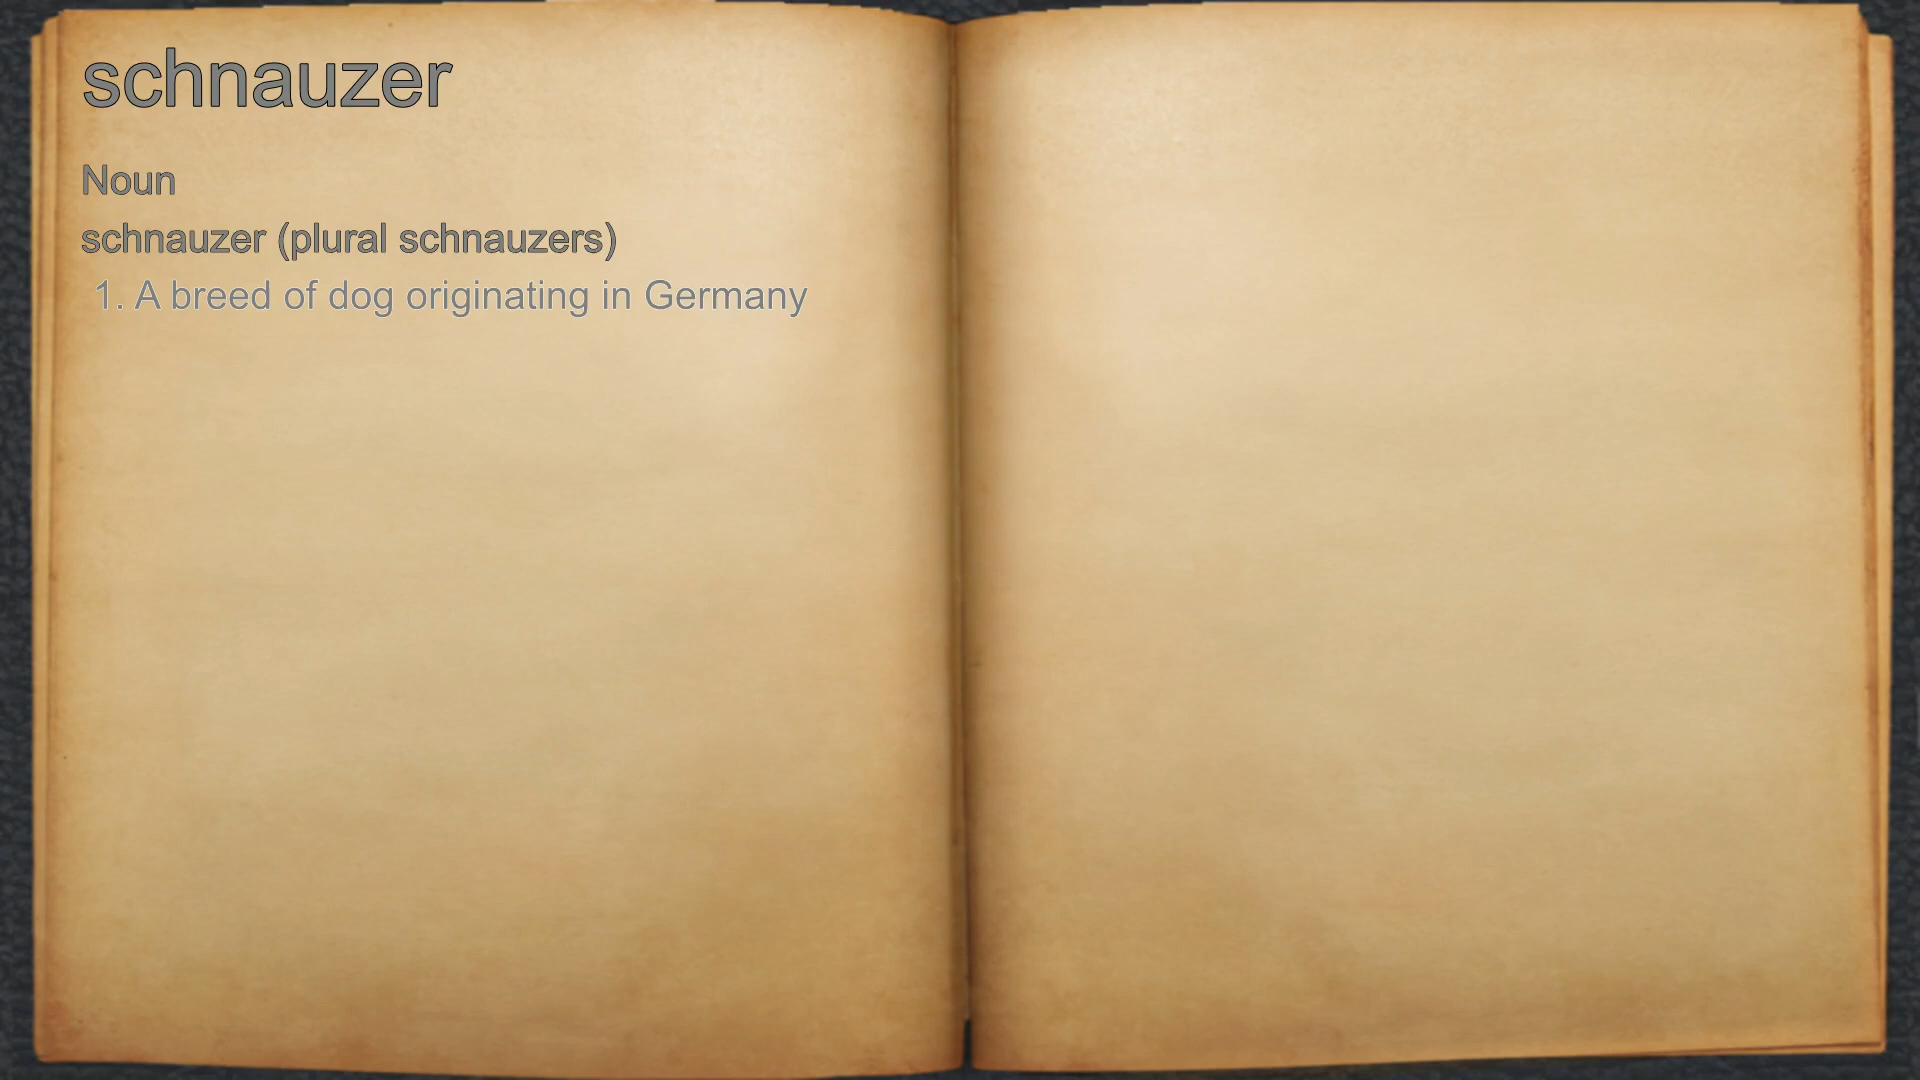 schnauzer
Noun
schnauzer (plural schnauzers)
1. A breed of dog originating in Germany